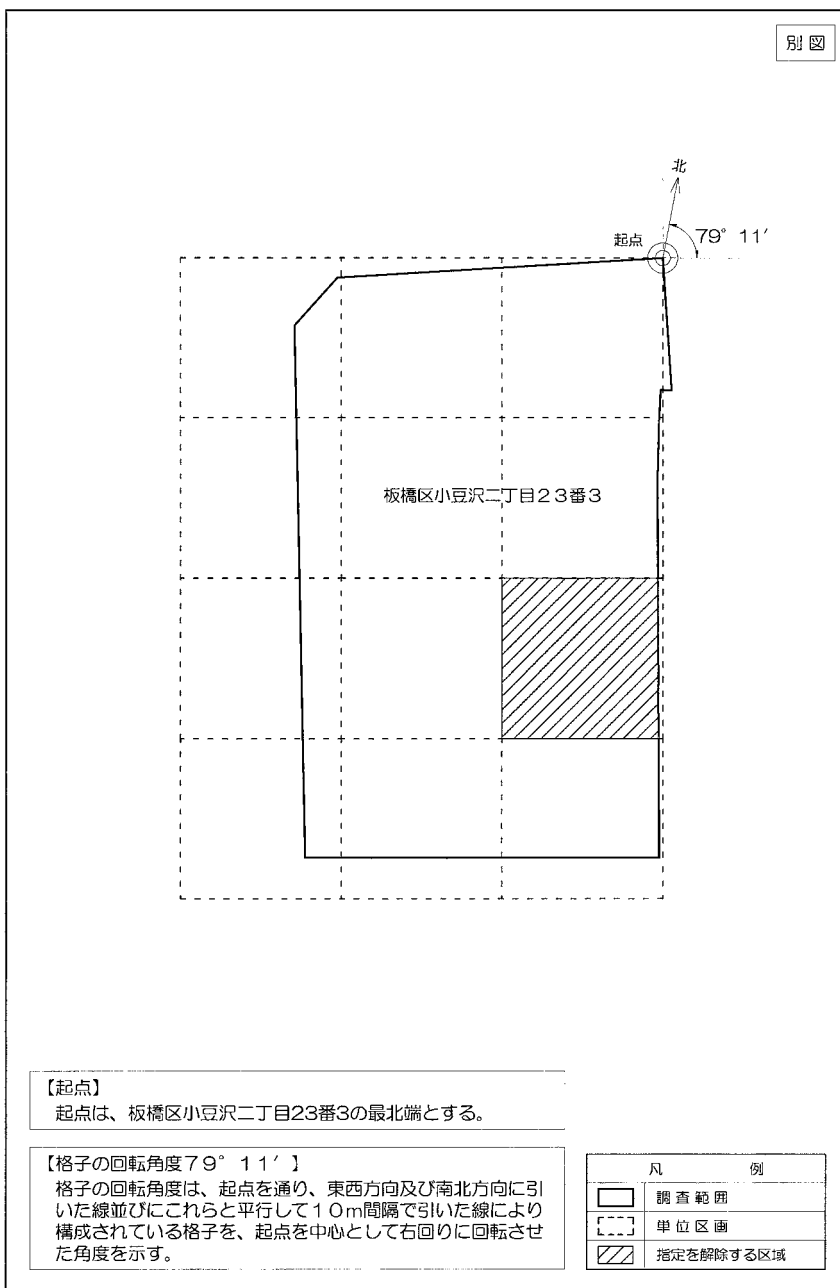 別図
北
起点
79°11′
板橋区小豆沢二丁目23番3
【起点】
起点は、板橋区小豆沢二丁目23番3の最北端とする。
【格子の回転角度79°11′】
格子の回転角度は、起点を通り、東西方向及び南北方向に引
いた線並びにこれらと平行して10m間隔で引いた線により
構成されている格子を、起点を中心として右回りに回転させ
た角度を示す。
凡例
調査範囲
単位区画
指定を解除する区域